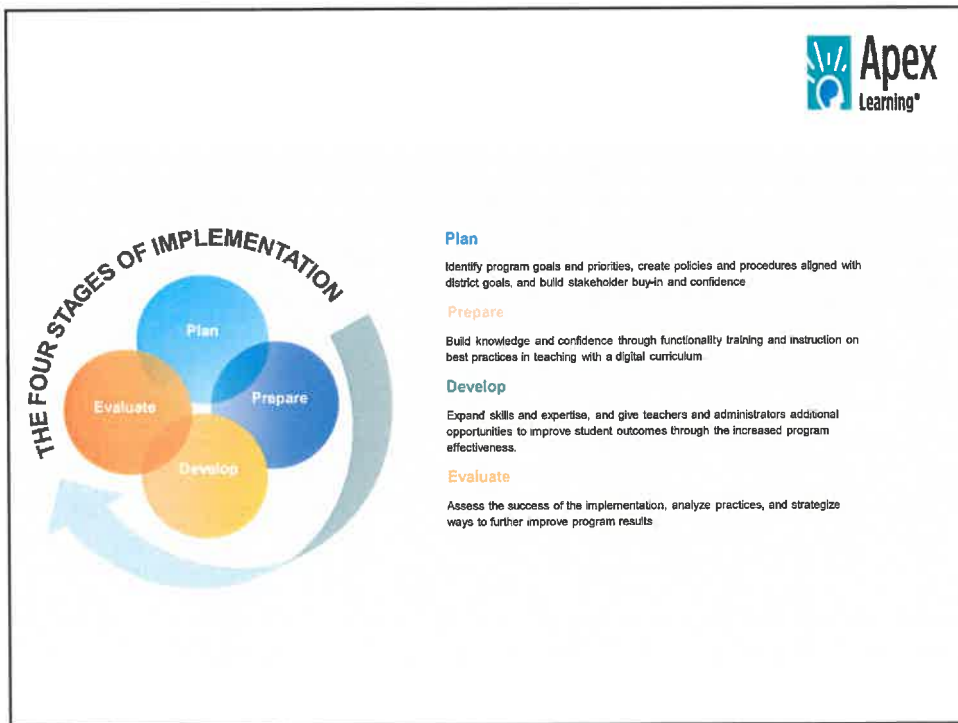 Apex
Learning®
THE FOUR STAGES OF IMPLEMENTATION
Plan
Prepare
Evaluate
Develop
Plan
Identify program goals and priorities, create policies and procedures aligned with
district goals, and build stakeholder buy-in and confidence
Prepare
Build knowledge and confidence through functionality training and instruction on
best practices in teaching with a digital curriculum
Develop
Expand skills and expertise, and give teachers and administrators additional
opportunities to improve student outcomes through the increased program
effectiveness.
Evaluate
Assess the success of the implementation, analyze practices, and strategize
ways to further improve program results